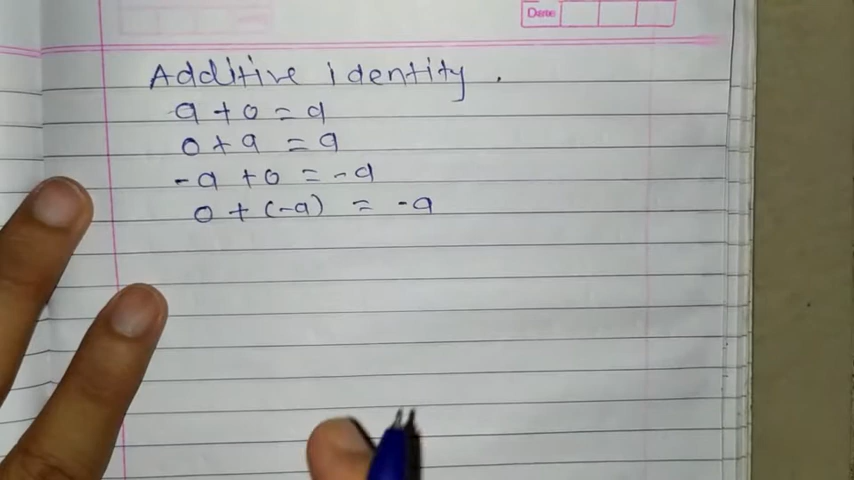 Date
Additive identity.
a + 0 = a
0 + a = a
-a + 0 = -a
0 + (-a) = -a